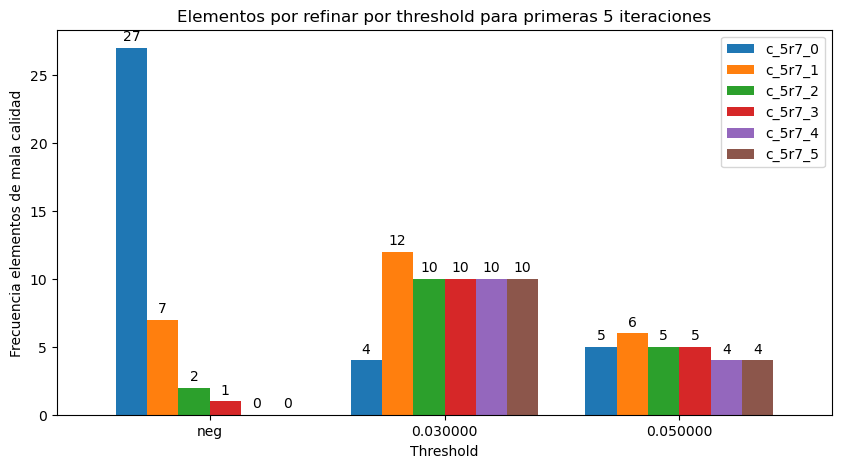 Elementos por refinar por threshold para primeras 5 iteraciones
Frecuencia elementos de mala calidad
25
20
15
10
5
0
27
7
2
1
0
0
4
12
10
10
10
10
5
6
5
5
4
4
c_5r7_0
c_5r7_1
c_5r7_2
c_5r7_3
c_5r7_4
c_5r7_5
neg
0.030000
0.050000
Threshold